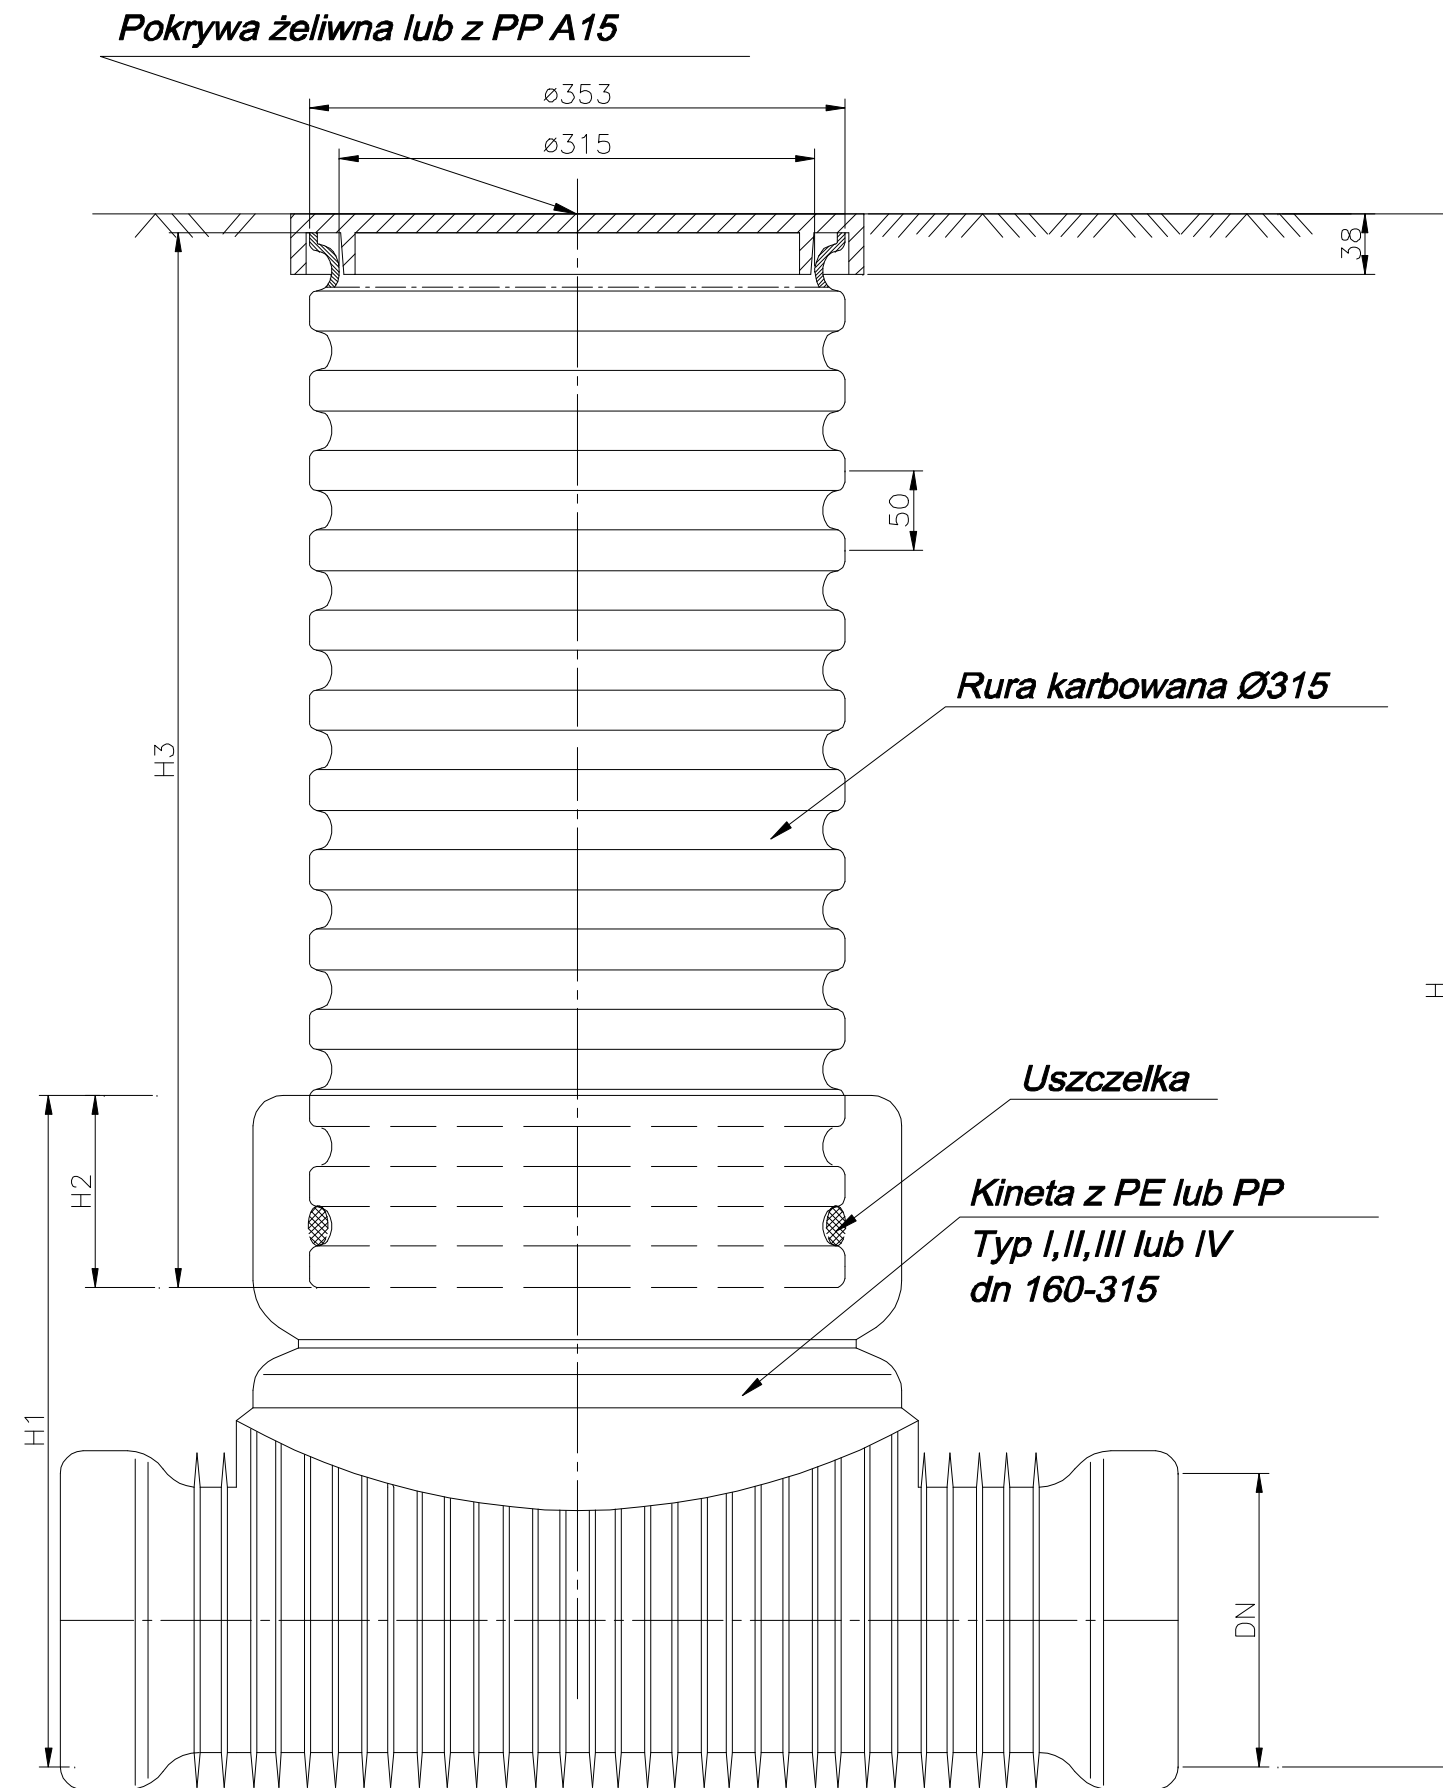 Pokrywa żeliwna lub z PP A15
ø353
ø315
38
50
Rura karbowana Ø315
H3
H
Uszczelka
H2
Kineta z PE lub PP
Typ I,II,III lub IV
dn 160-315
H1
DN